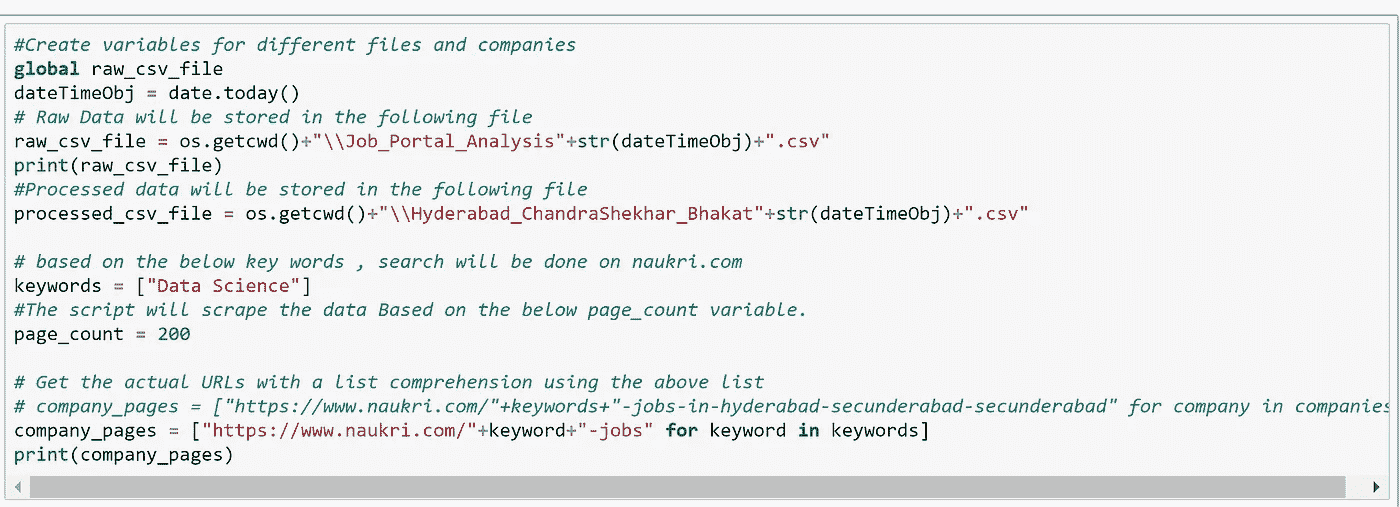 #Create variables for different files and companies
global raw_csv_file
dateTimeObj = date.today()
# Raw Data will be stored in the following file
raw_csv_file = os.getcwd()+"\\Job_Portal_Analysis"+str(dateTimeObj)+".csv"
print(raw_csv_file)
#Processed data will be stored in the following file
processed_csv_file = os.getcwd()+"\\Hyderabad_ChandraShekhar_Bhakat"+str(dateTimeObj)+".csv"
# based on the below key words , search will be done on naukri.com
keywords = ["Data Science"]
#The script will scrape the data Based on the below page_count variable.
page_count = 200
# Get the actual URLs with a list comprehension using the above list
# company_pages = ["https://www.naukri.com/"+keywords+"-jobs-in-hyderabad-secunderabad-secunderabad" for company in companies
company_pages = ["https://www.naukri.com/"+keyword+"-jobs" for keyword in keywords]
print(company_pages)